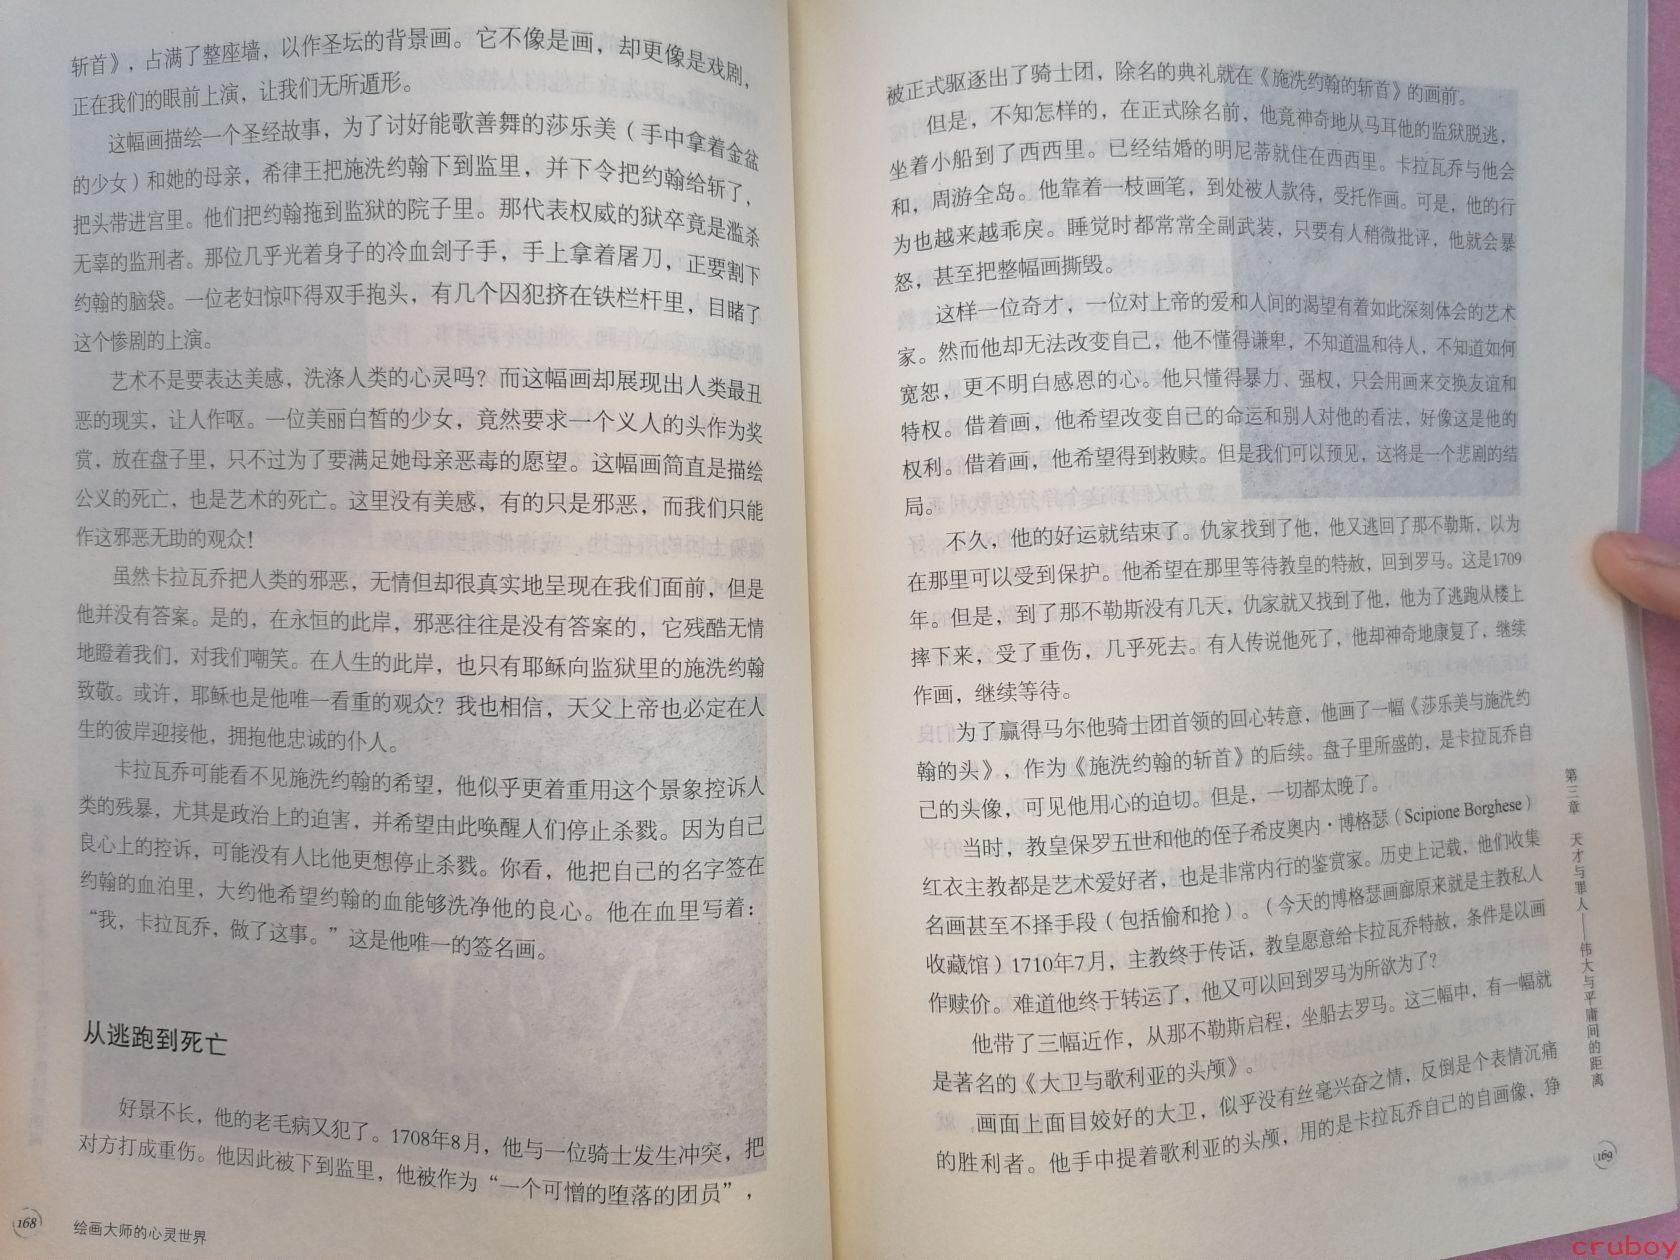 斩首》，占满了整座墙，以作圣坛的背景画。它不像是画，却更像是戏剧，
正在我们的眼前上演，让我们无所遁形。
这幅画描绘一个圣经故事，为了讨好能歌善舞的莎乐美（手中拿着金盆
的少女）和她的母亲，希律王把施洗约翰下到监里，并下令把约翰给斩了，
把头带进宫里。他们把约翰拖到监狱的院子里。那代表权威的狱卒竟是滥杀
无辜的监刑者。那位几乎光着身子的冷血刽子手，手上拿着屠刀，正要割下
约翰的脑袋。一位老妇惊吓得双手抱头，有几个囚犯挤在铁栏杆里，目睹了
这个惨剧的上演。
艺术不是要表达美感，洗涤人类的心灵吗？而这幅画却展现出人类最丑
恶的现实，让人作呕。一位美丽白皙的少女，竟然要求一个义人的头作为奖
赏，放在盘子里，只不过为了要满足她母亲恶毒的愿望。这幅画简直是描绘
公义的死亡，也是艺术的死亡。这里没有美感，有的只是邪恶，而我们只能
作这邪恶无助的观众！
虽然卡拉瓦乔把人类的邪恶，无情但却很真实地呈现在我们面前，但是
他并没有答案。是的，在永恒的此岸，邪恶往往是没有答案的，它残酷无情
地瞪着我们，对我们嘲笑。在人生的此岸，也只有耶稣向监狱里的施洗约翰
致敬。或许，耶稣也是他唯一看重的观众？我也相信，天父上帝也必定在人
生的彼岸迎接他，拥抱他忠诚的仆人。
卡拉瓦乔可能看不见施洗约翰的希望，他似乎更着重用这个景象控诉人
类的残暴，尤其是政治上的迫害，并希望由此唤醒人们停止杀戮。因为自己
良心上的控诉，可能没有人比他更想停止杀戮。你看，他把自己的名字签在
约翰的血泊里，大约他希望约翰的血能够洗净他的良心。他在血里写着：
“我，卡拉瓦乔，做了这事。”这是他唯一的签名画。
从逃跑到死亡
好景不长，他的老毛病又犯了。1708年8月，他与一位骑士发生冲突，把
对方打成重伤。他因此被下到监里，他被作为“一个可憎的堕落的团员”，
168
绘画大师的心灵世界
被正式驱逐出了骑士团，除名的典礼就在《施洗约翰的斩首》的画前。
但是，不知怎样的，在正式除名前，他竟神奇地从马耳他的监狱脱逃，
坐着小船到了西西里。已经结婚的明尼蒂就住在西西里。卡拉瓦乔与他会
和，周游全岛。他靠着一枝画笔，到处被人款待，受托作画。可是，他的行
为也越来越乖戾。睡觉时都常常全副武装，只要有人稍微批评，他就会暴
怒，甚至把整幅画撕毁。
这样一位奇才，一位对上帝的爱和人间的渴望有着如此深刻体会的艺术
家。然而他却无法改变自己，他不懂得谦卑，不知道温和待人，不知道如何
宽恕，更不明白感恩的心。他只懂得暴力、强权，只会用画来交换友谊和
特权。借着画，他希望改变自己的命运和别人对他的看法，好像这是他的
权利。借着画，他希望得到救赎。但是我们可以预见，这将是一个悲剧的结
局。
不久，他的好运就结束了。仇家找到了他，他又逃回了那不勒斯，以为
在那里可以受到保护。他希望在那里等待教皇的特赦，回到罗马。这是1709
年。但是，到了那不勒斯没有几天，仇家就又找到了他，他为了逃跑从楼上
摔下来，受了重伤，几乎死去。有人传说他死了，他却神奇地康复了，继续
作画，继续等待。
为了赢得马尔他骑士团首领的回心转意，他画了一幅《莎乐美与施洗约
翰的头》，作为《施洗约翰的斩首》的后续。盘子里所盛的，是卡拉瓦乔自
己的头像，可见他用心的迫切。但是，一切都太晚了。
当时，教皇保罗五世和他的侄子希皮奥内·博格瑟（Scipione Borghese）
红衣主教都是艺术爱好者，也是非常内行的鉴赏家。历史上记载，他们收集
名画甚至不择手段（包括偷和抢）。（今天的博格瑟画廊原来就是主教私人
收藏馆）1710年7月，主教终于传话，教皇愿意给卡拉瓦乔特赦，条件是以画
作赎价。难道他终于转运了，他又可以回到罗马为所欲为了？
他带了三幅近作，从那不勒斯启程，坐船去罗马。这三幅中，有一幅就
是著名的《大卫与歌利亚的头颅》。
画面上面目姣好的大卫，似乎没有丝毫兴奋之情，反倒是个表情沉痛
的胜利者。他手中提着歌利亚的头颅，用的是卡拉瓦乔自己的自画像，狰
第三章 天才与罪人——伟大与平庸间的距离
169
cruboy